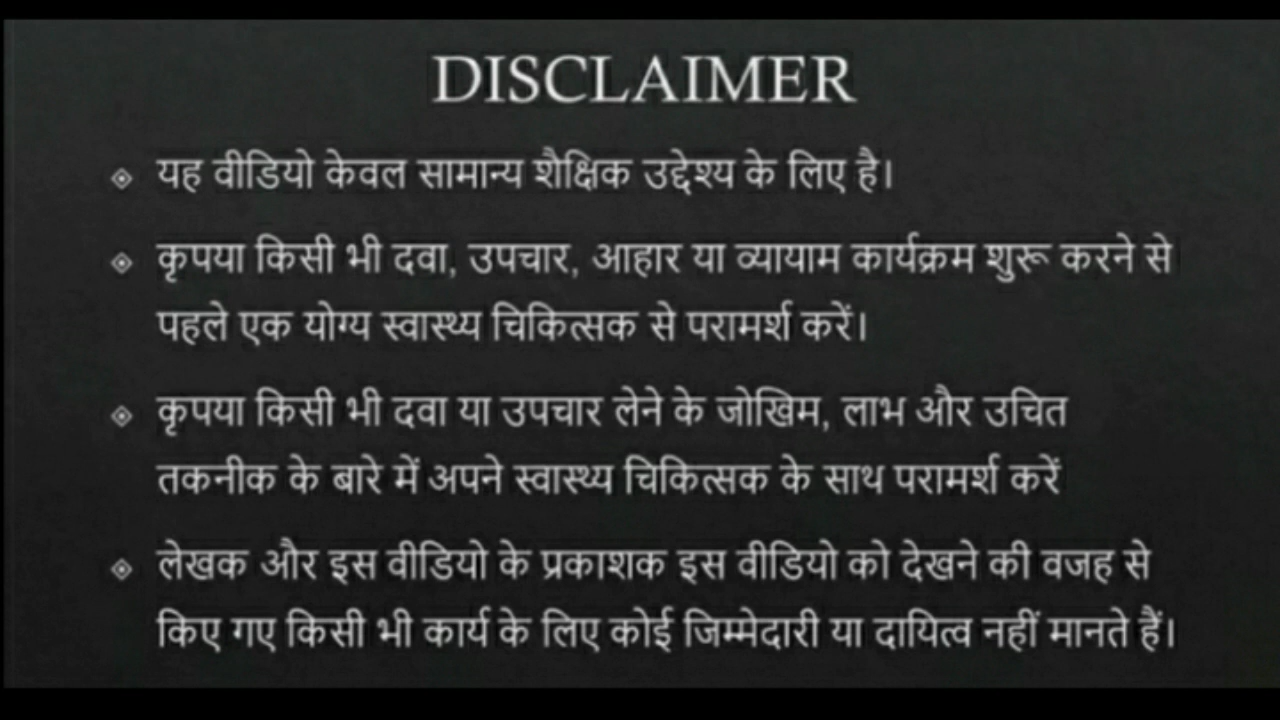 DISCLAIMER
यह वीडियो केवल सामान्य शैक्षिक उद्देश्य के लिए है।
कृपया किसी भी दवा, उपचार, आहार या व्यायाम कार्यक्रम शुरू करने से
पहले एक योग्य स्वास्थ्य चिकित्सक से परामर्श करें।
कृपया किसी भी दवा या उपचार लेने के जोखिम, लाभ और उचित
तकनीक के बारे में अपने स्वास्थ्य चिकित्सक के साथ परामर्श करें
लेखक और इस वीडियो के प्रकाशक इस वीडियो को देखने की वजह से
किए गए किसी भी कार्य के लिए कोई जिम्मेदारी या दायित्व नहीं मानते हैं।